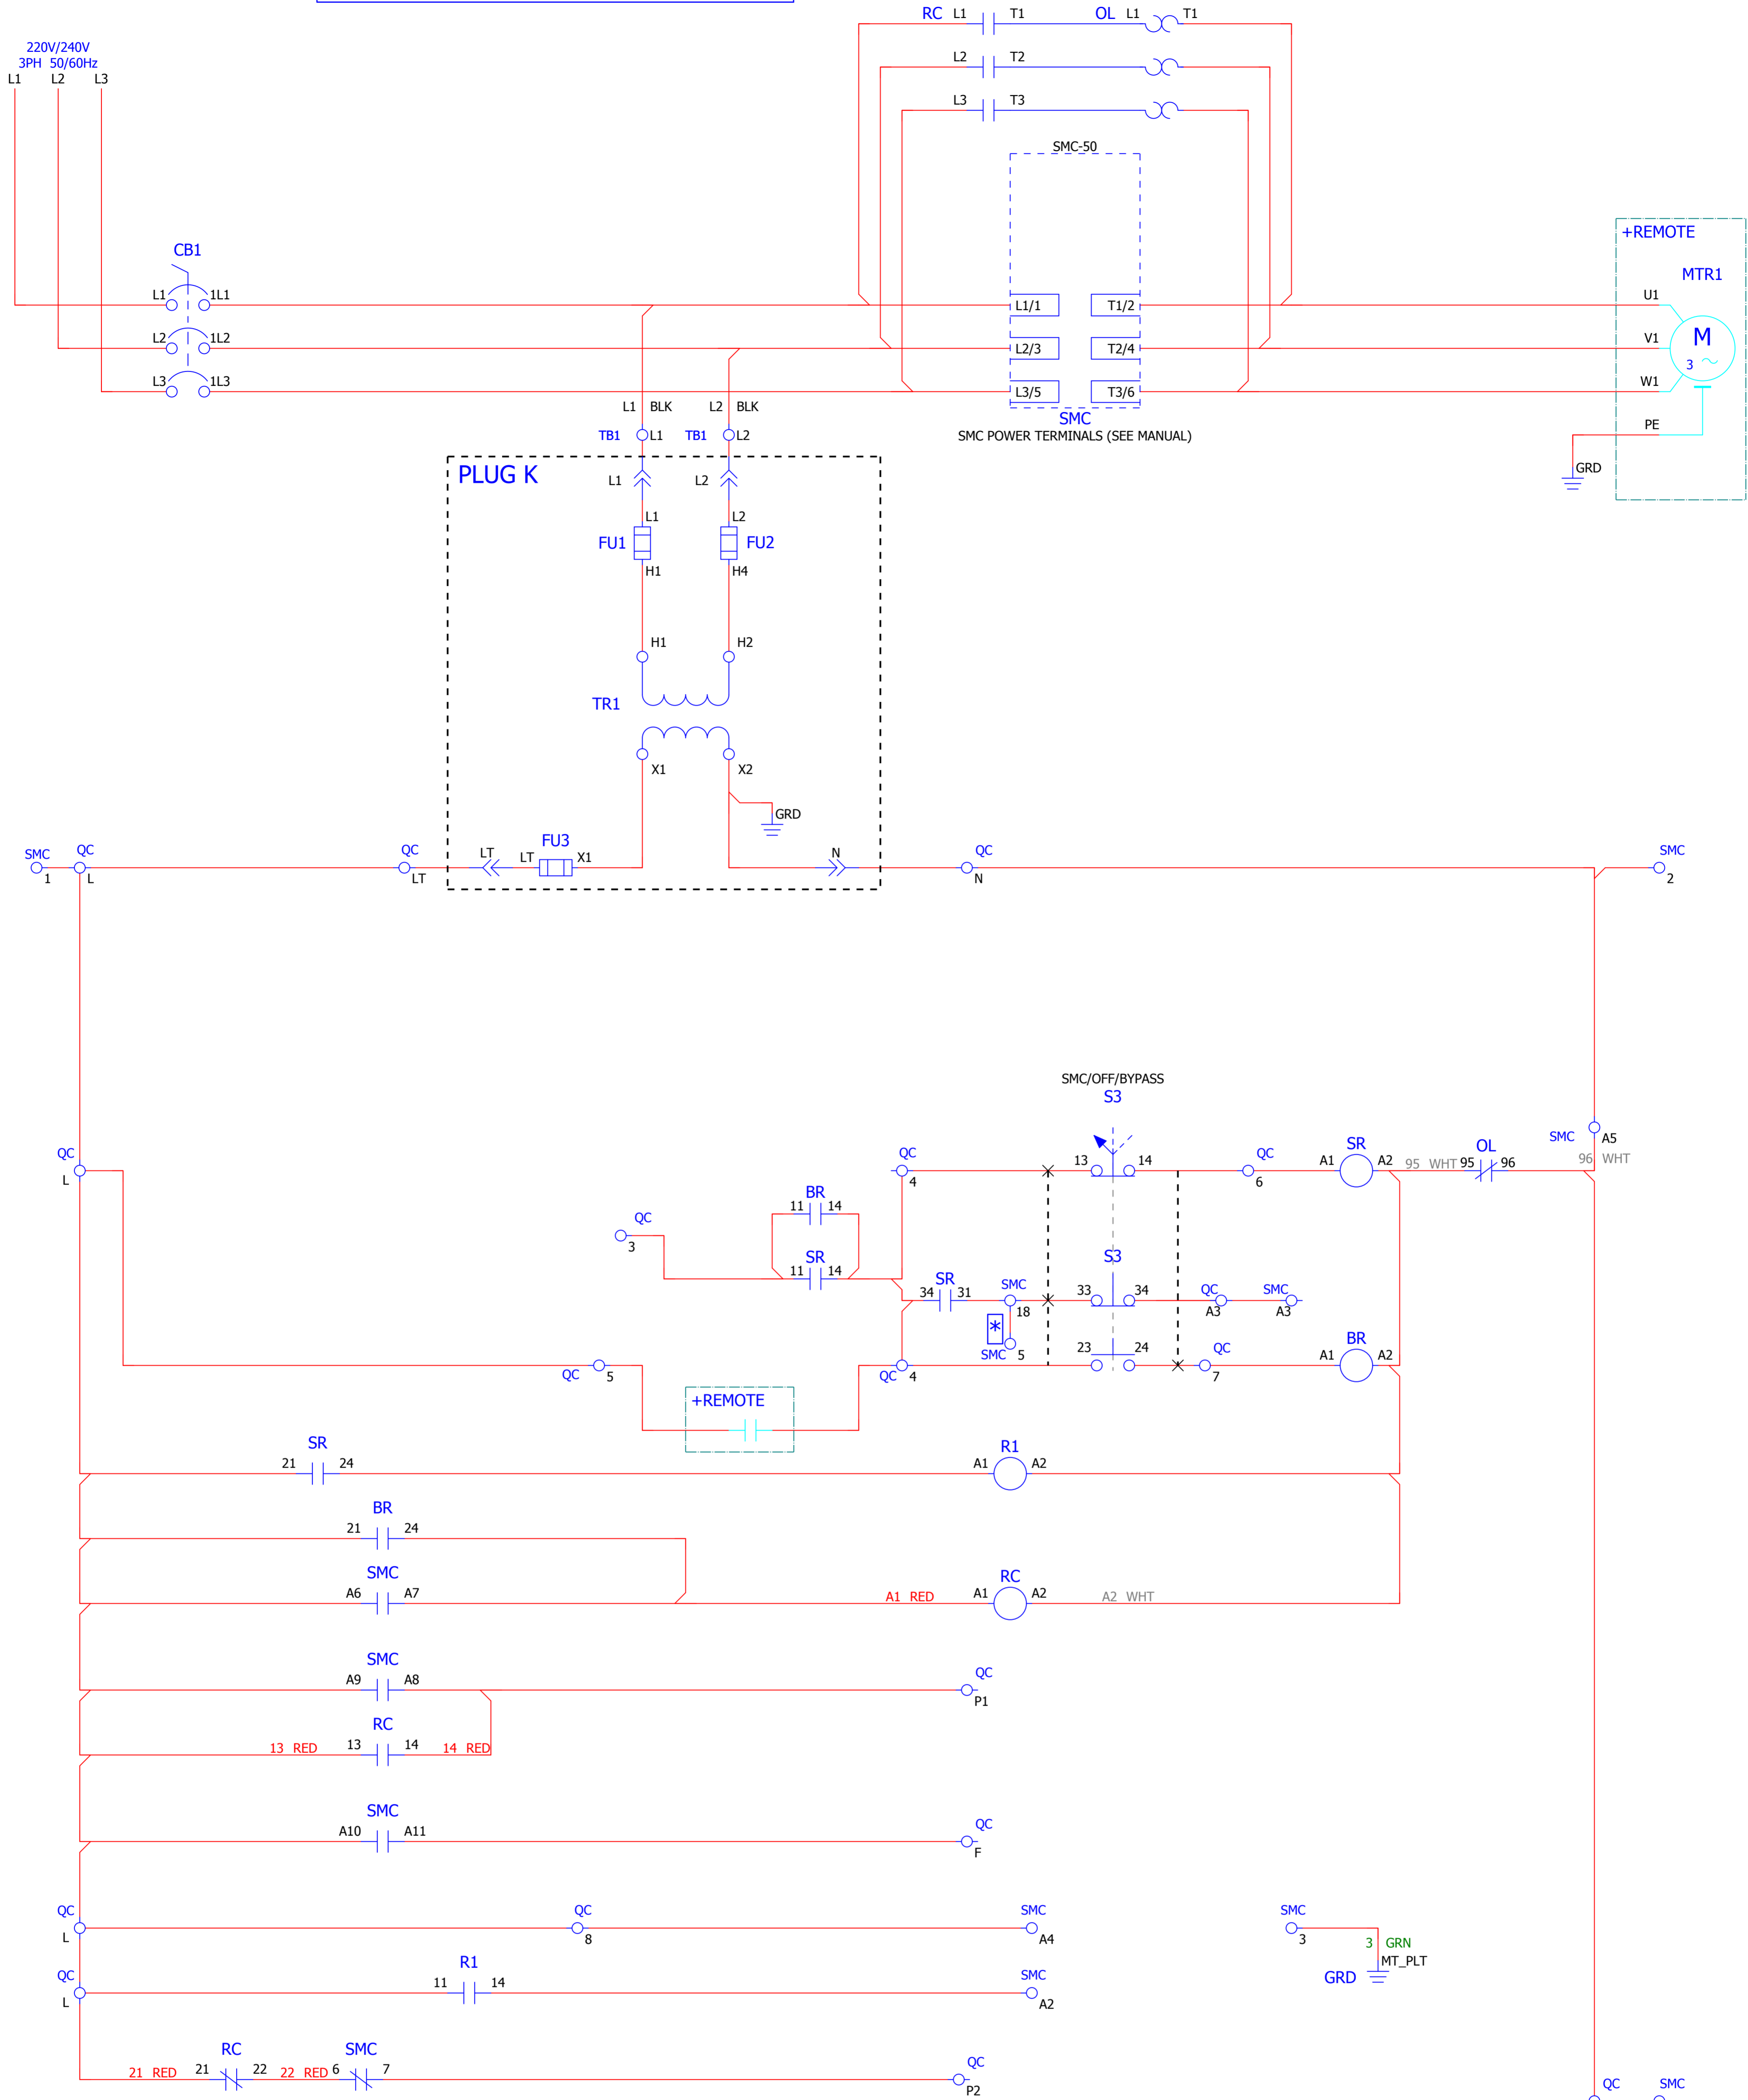 RC L1 T1 OL L1 T1
220V/240V
3PH 50/60Hz
L1 L2 L3
L2 T2
L3 T3
SMC-50
+REMOTE
CB1
MTR1
L1 1L1 L1/1 T1/2 U1
L2 1L2 L2/3 T2/4 V1
M
3
L3 1L3 L3/5 T3/6 W1
L1 BLK L2 BLK
SMC
PE
TB1 L1 TB1 L2
SMC POWER TERMINALS (SEE MANUAL)
PLUG K
L1 L2
GRD
L1 L2
FU1 FU2
H1 H4
H1 H2
TR1
X1 X2
GRD
SMC QC QC FU3 QC SMC
LT LT X1 N
1 L LT N 2
SMC/OFF/BYPASS
S3
SMC A5
QC QC 13 14 QC SR OL
A1 A2 95 WHT 95 96 96 WHT
L 4 6
BR
11 14
QC
3
SR
11 14
S3
SR SMC
34 31 33 34 QC SMC
18 A3 A3
*
SMC 5
23 24 QC BR
A1 A2
QC 5 QC 4 7
+REMOTE
SR R1
21 24 A1 A2
BR
21 24
SMC RC
A6 A7 A1 RED A1 A2 A2 WHT
SMC
A9 A8 QC
P1
RC
13 RED 13 14 14 RED
SMC
A10 A11 QC
F
QC QC SMC SMC
L 8 A4 3
3 GRN
MT_PLT
GRD
QC R1 SMC
11 14
L A2
RC SMC
21 RED 21 22 22 RED 6 7 QC
P2
QC SMC